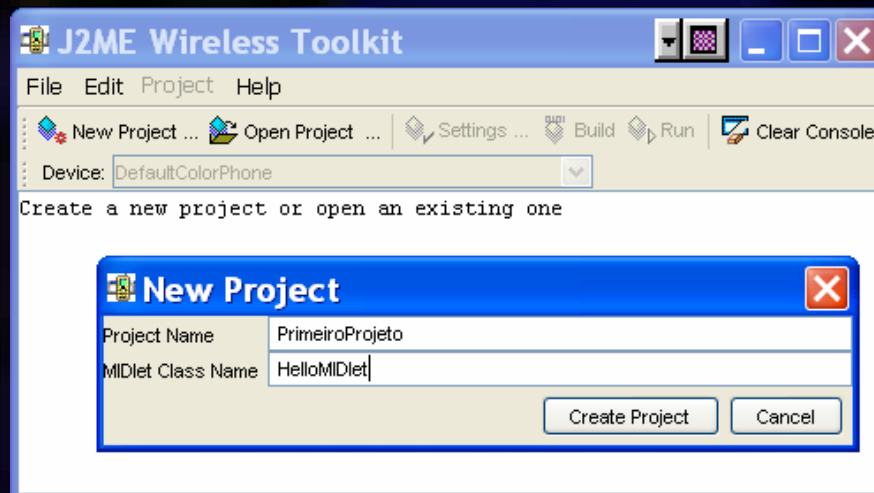 J2ME Wireless Toolkit
File Edit Project Help
New Project ... Open Project ... Settings ... Build Run Clear Console
Device: DefaultColorPhone
Create a new project or open an existing one
New Project
Project Name PrimeiroProjeto
MIDlet Class Name HelloMIDlet
Create Project Cancel